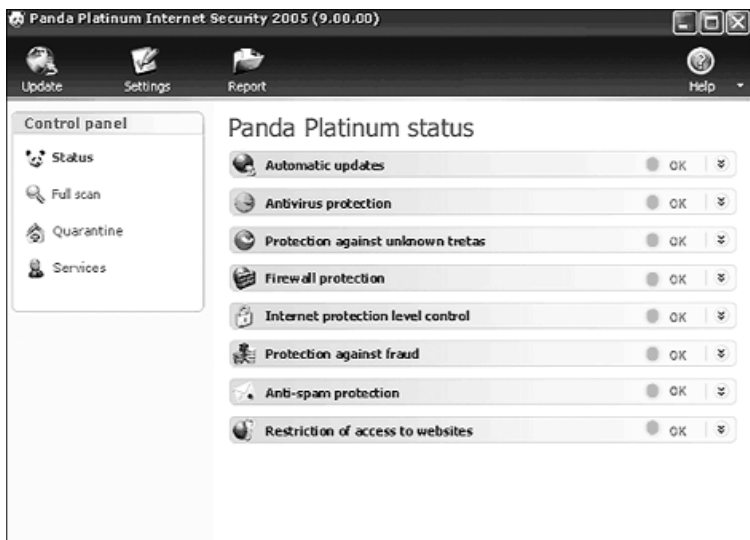 Panda Platinum Internet Security 2005 (9.00.00)
Update Settings Report Help
Control panel
Status
Full scan
Quarantine
Services
Panda Platinum status
Automatic updates OK
Antivirus protection OK
Protection against unknown tretas OK
Firewall protection OK
Internet protection level control OK
Protection against fraud OK
Anti-spam protection OK
Restriction of access to websites OK